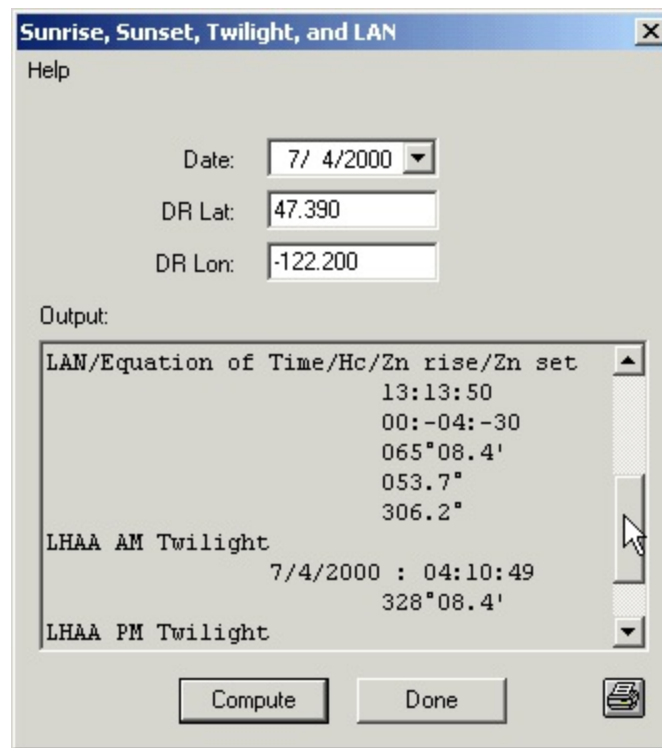 Sunrise, Sunset, Twilight, and LAN
Help
Date: 7/ 4/2000
DR Lat: 47.390
DR Lon: -122.200
Output:
LAN/Equation of Time/Hc/Zn rise/Zn set
13:13:50
00:-04:-30
065°08.4'
053.7°
306.2°
LHAA AM Twilight
7/4/2000 : 04:10:49
328°08.4'
LHAA PM Twilight
Compute Done